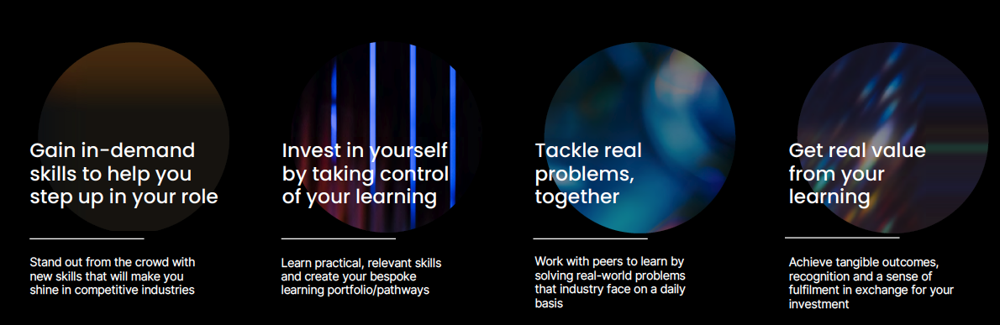 Gain in-demand
skills to help you
step up in your role
Stand out from the crowd with
new skills that will make you
shine in competitive industries
Invest in yourself
by taking control
of your learning
Learn practical, relevant skills
and create your bespoke
learning portfolio/pathways
Tackle real
problems,
together
Work with peers to learn by
solving real-world problems
that industry face on a daily
basis
Get real value
from your
learning
Achieve tangible outcomes,
recognition and a sense of
fulfilment in exchange for your
investment